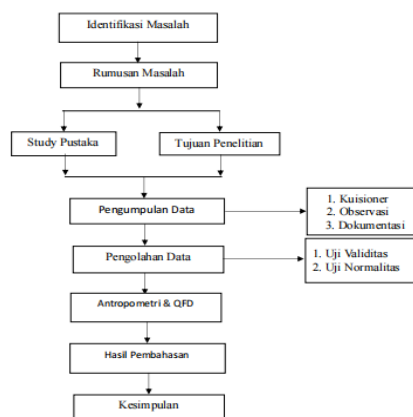 Identifikasi Masalah
Rumusan Masalah
Study Pustaka
Tujuan Penelitian
Pengumpulan Data
1. Kuisioner
2. Observasi
3. Dokumentasi
Pengolahan Data
1. Uji Validitas
2. Uji Normalitas
Antropometri & QFD
Hasil Pembahasan
Kesimpulan